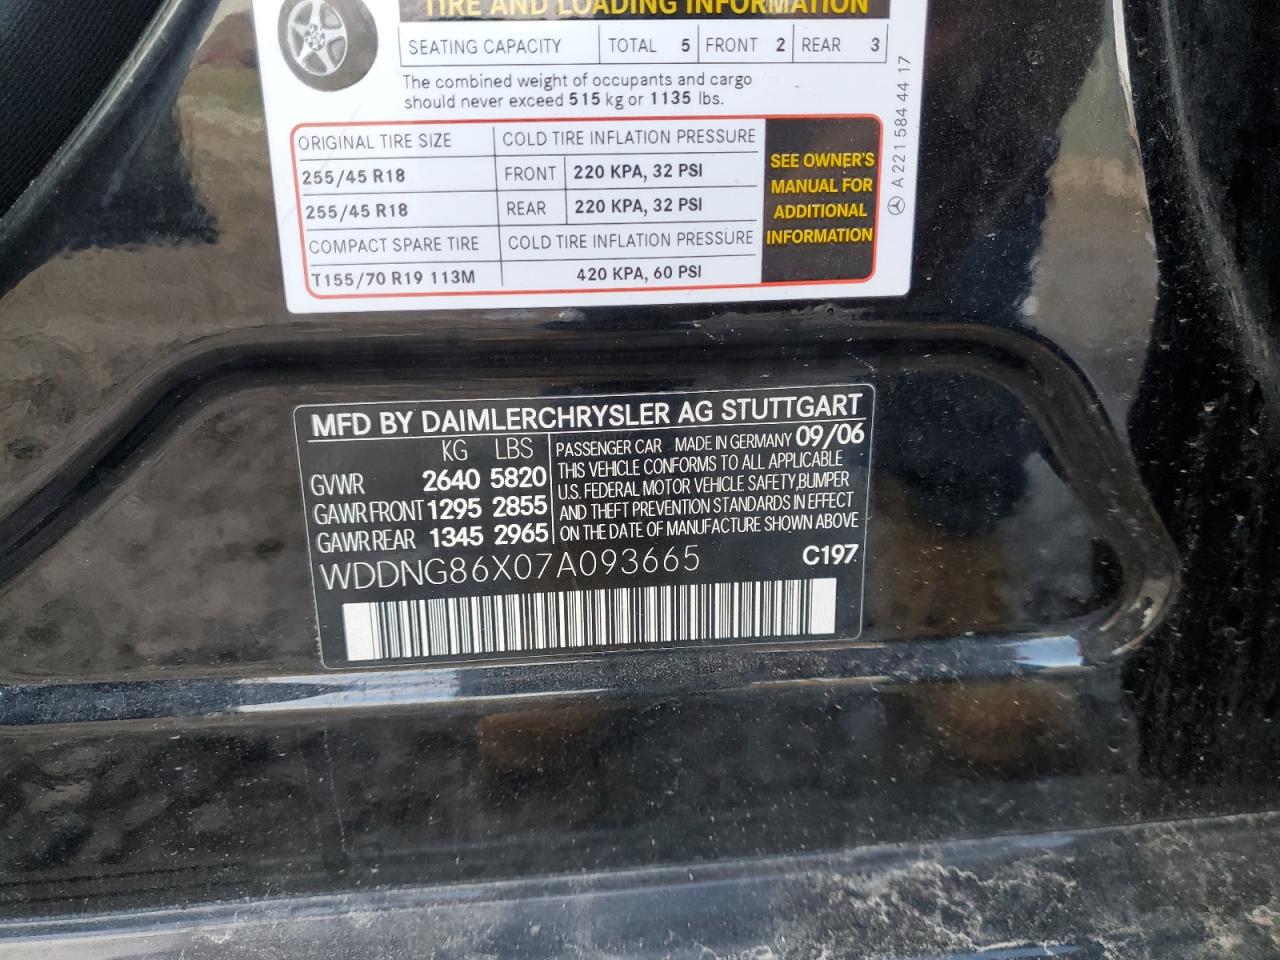 TIRE AND LOADING INFORMATION
SEATING CAPACITY TOTAL 5 FRONT 2 REAR 3
The combined weight of occupants and cargo
should never exceed 515 kg or 1135 lbs.
ORIGINAL TIRE SIZE COLD TIRE INFLATION PRESSURE
255/45 R18 FRONT 220 KPA, 32 PSI
255/45 R18 REAR 220 KPA, 32 PSI
COMPACT SPARE TIRE COLD TIRE INFLATION PRESSURE
T155/70 R19 113M 420 KPA, 60 PSI
SEE OWNER'S
MANUAL FOR
ADDITIONAL
INFORMATION
A 221 584 44 17
MFD BY DAIMLERCHRYSLER AG STUTTGART
KG LBS
GVWR 2640 5820
GAWR FRONT 1295 2855
GAWR REAR 1345 2965
PASSENGER CAR MADE IN GERMANY 09/06
THIS VEHICLE CONFORMS TO ALL APPLICABLE
U.S. FEDERAL MOTOR VEHICLE SAFETY,BUMPER
AND THEFT PREVENTION STANDARDS IN EFFECT
ON THE DATE OF MANUFACTURE SHOWN ABOVE
WDDNG86X07A093665 C197